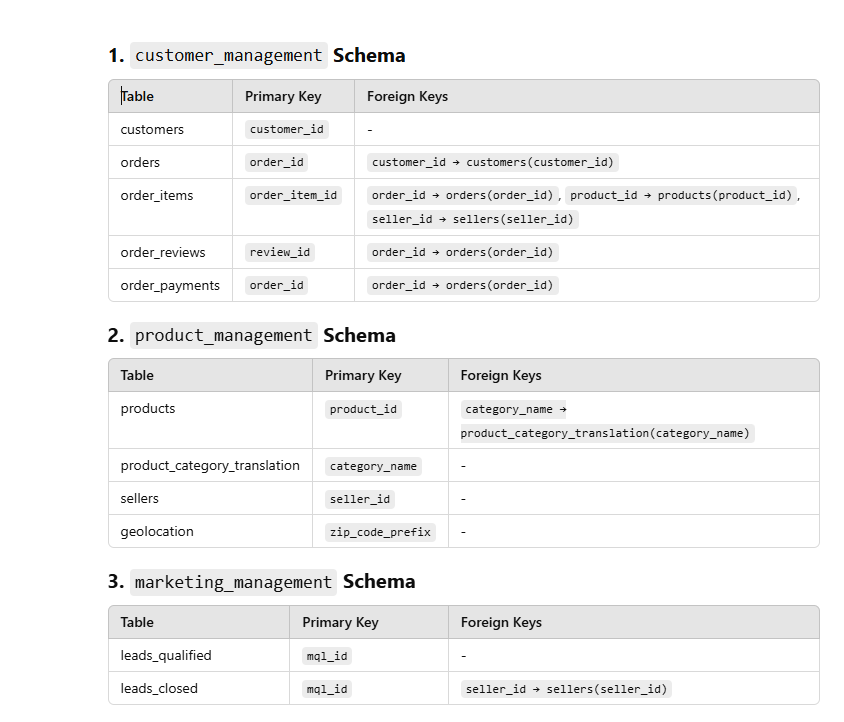 1. customer_management Schema
Table Primary Key Foreign Keys
customers customer_id -
orders order_id customer_id → customers(customer_id)
order_items order_item_id order_id → orders(order_id), product_id → products(product_id),
seller_id → sellers(seller_id)
order_reviews review_id order_id → orders(order_id)
order_payments order_id order_id → orders(order_id)
2. product_management Schema
Table Primary Key Foreign Keys
products product_id category_name →
product_category_translation(category_name)
product_category_translation category_name -
sellers seller_id -
geolocation zip_code_prefix -
3. marketing_management Schema
Table Primary Key Foreign Keys
leads_qualified mql_id -
leads_closed mql_id seller_id → sellers(seller_id)